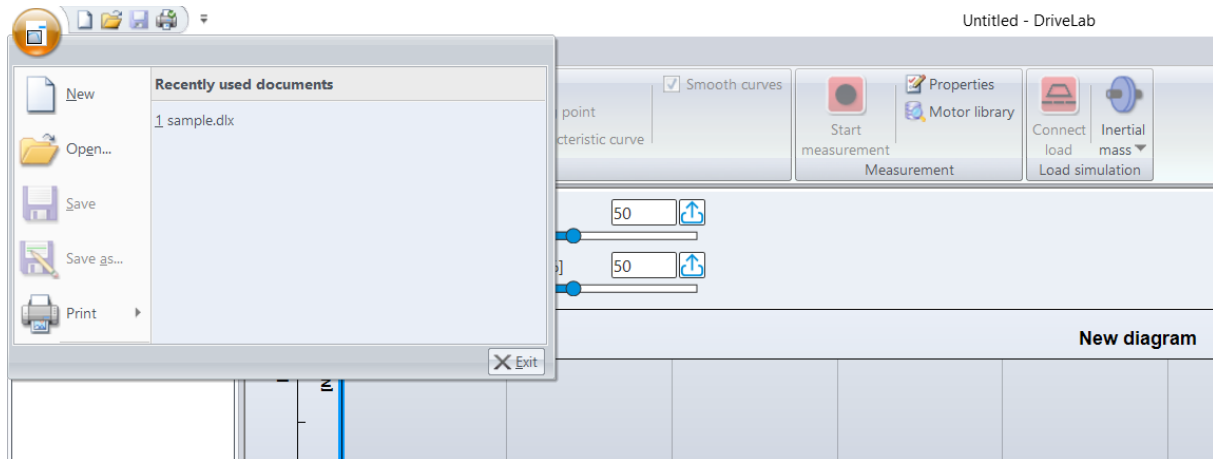 Untitled - DriveLab
New
Open...
Save
Save as...
Print
Recently used documents
1 sample.dlx
Exit
point
cteristic curve
Smooth curves
Start
measurement
Properties
Motor library
Measurement
Connect
load
Inertial
mass
Load simulation
50
50
New diagram